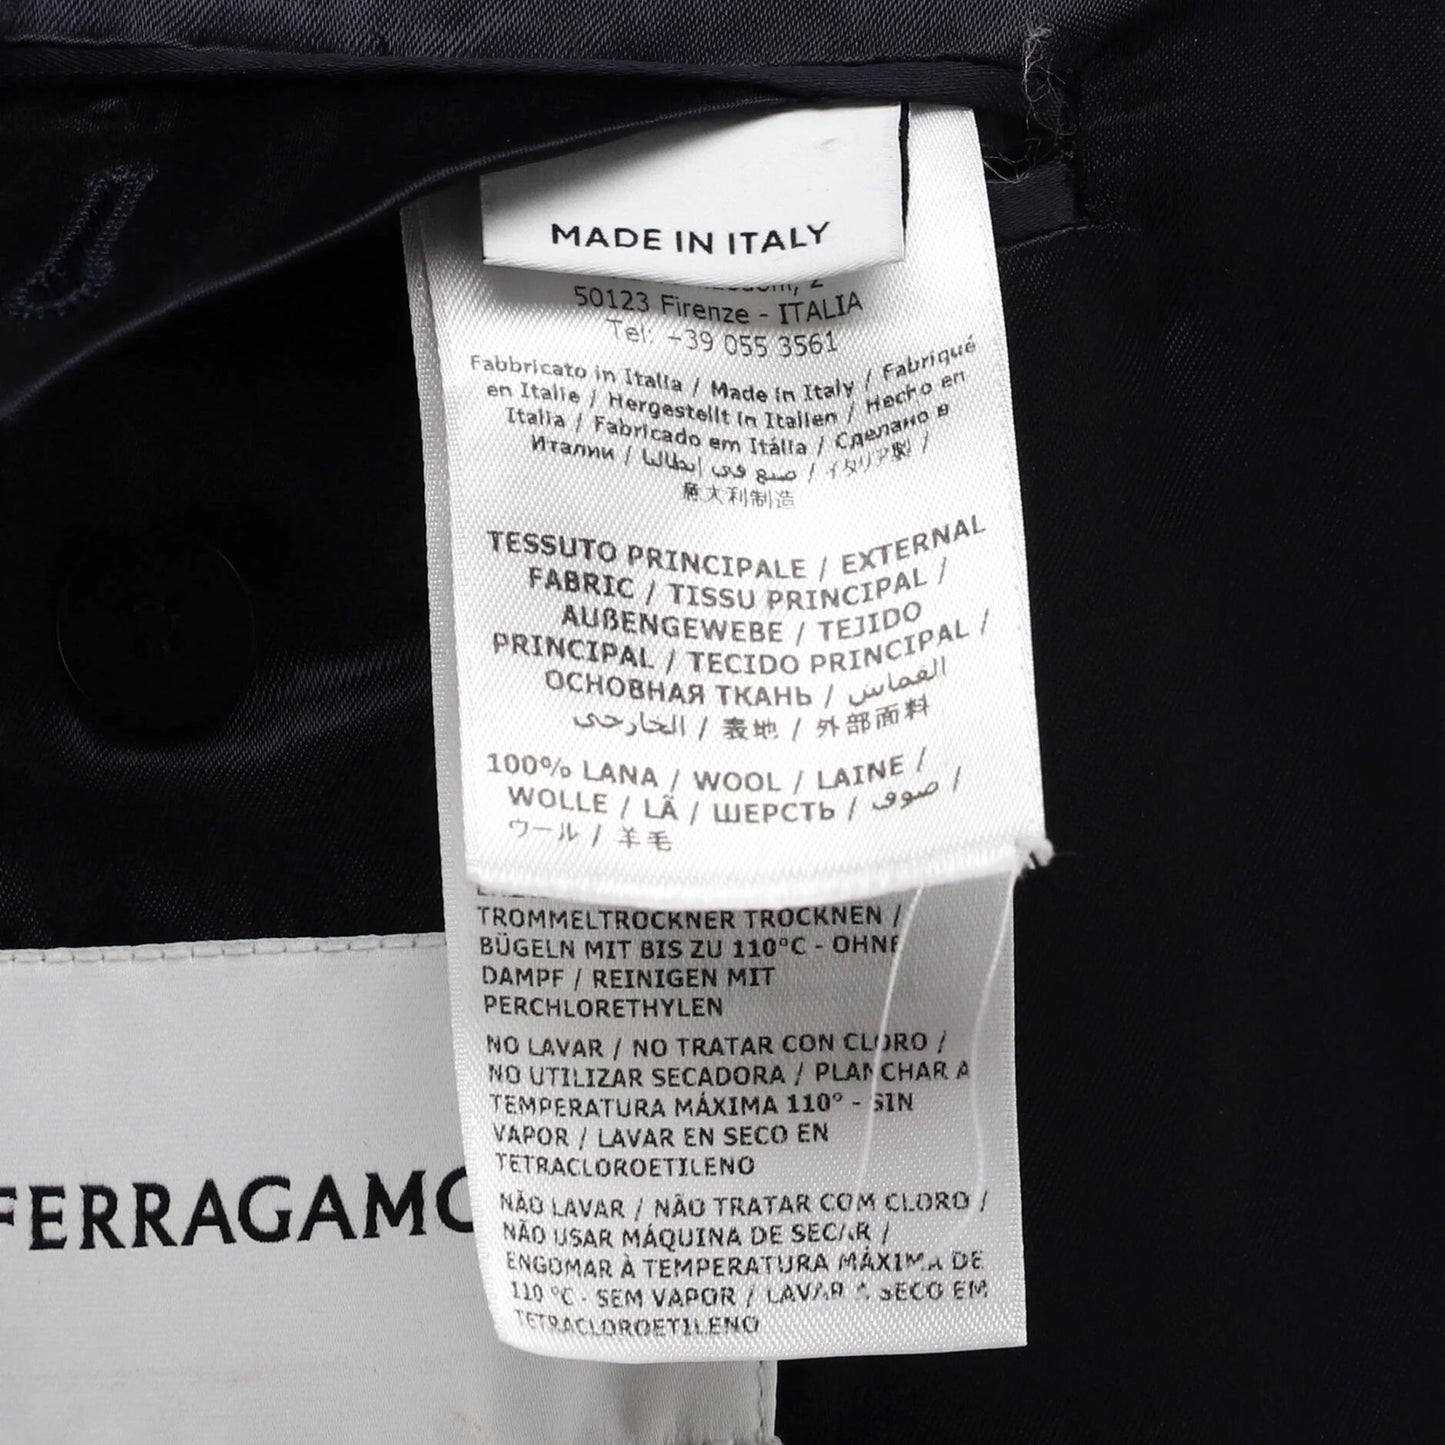 MADE IN ITALY
50123 Firenze - ITALIA
Tel: +39 055 3561
Fabbricato in Italia / Made in Italy / Fabriqué
en Italie / Hergestellt in Italien / Hecho en
Italia / Fabricado em Itália / Сделано в
Италии / صنع في إيطاليا / イタリア製 /
意大利制造
TESSUTO PRINCIPALE / EXTERNAL
FABRIC / TISSU PRINCIPAL /
AUßENGEWEBE / TEJIDO
PRINCIPAL / TECIDO PRINCIPAL /
ОСНОВНАЯ ТКАНЬ / القماش
الخارجي / 表地 / 外部面料
100% LANA / WOOL / LAINE /
WOLLE / LÃ / ШЕРСТЬ / صوف /
ウール / 羊毛
TROMMELTROCKNER TROCKNEN /
BÜGELN MIT BIS ZU 110°C - OHNE
DAMPF / REINIGEN MIT
PERCHLORETHYLEN
NO LAVAR / NO TRATAR CON CLORO /
NO UTILIZAR SECADORA / PLANCHAR A
TEMPERATURA MÁXIMA 110° - SIN
VAPOR / LAVAR EN SECO EN
TETRACLOROETILENO
NÃO LAVAR / NÃO TRATAR COM CLORO /
NÃO USAR MÁQUINA DE SECAR /
ENGOMAR À TEMPERATURA MÁXIMA DE
110 °C - SEM VAPOR / LAVAR A SECO EM
TETRACLOROETILENO
FERRAGAMO